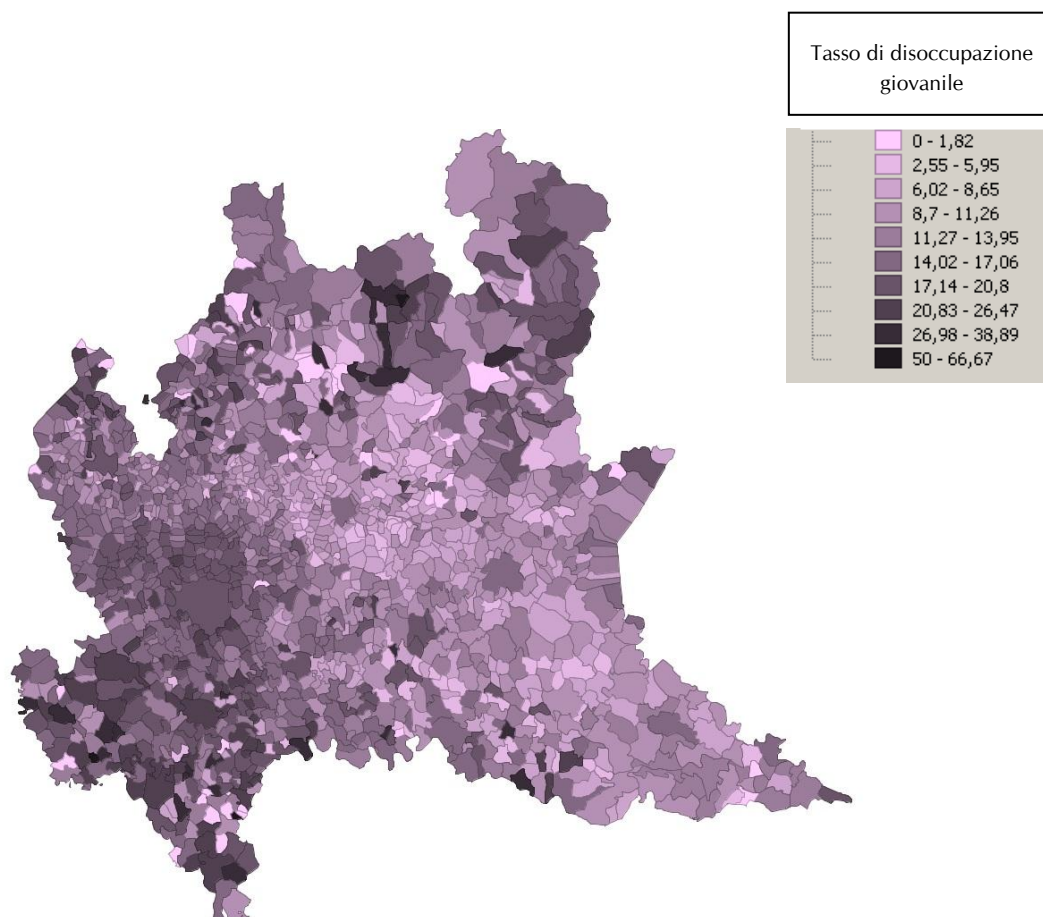 Tasso di disoccupazione
giovanile
0 - 1,82
2,55 - 5,95
6,02 - 8,65
8,7 - 11,26
11,27 - 13,95
14,02 - 17,06
17,14 - 20,8
20,83 - 26,47
26,98 - 38,89
50 - 66,67